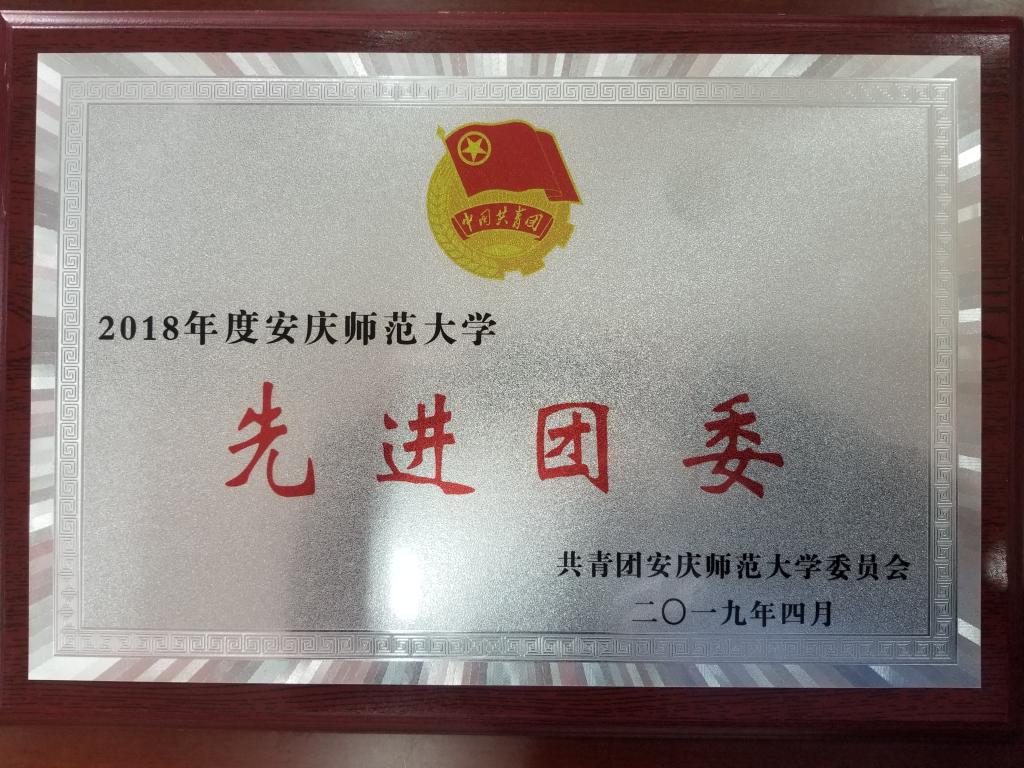 中国共青团
2018年度安庆师范大学
先进团委
共青团安庆师范大学委员会
二〇一九年四月